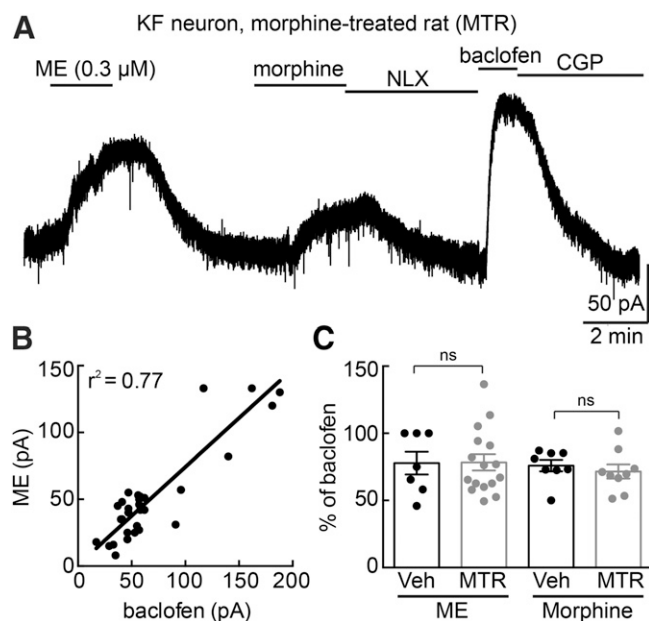 A
KF neuron, morphine-treated rat (MTR)
ME (0.3 µM)
morphine
NLX
baclofen
CGP
50 pA
2 min
B
r² = 0.77
ME (pA)
150
100
50
0
0 50 100 150 200
baclofen (pA)
C
ns
ns
% of baclofen
150
100
50
0
Veh MTR Veh MTR
ME Morphine